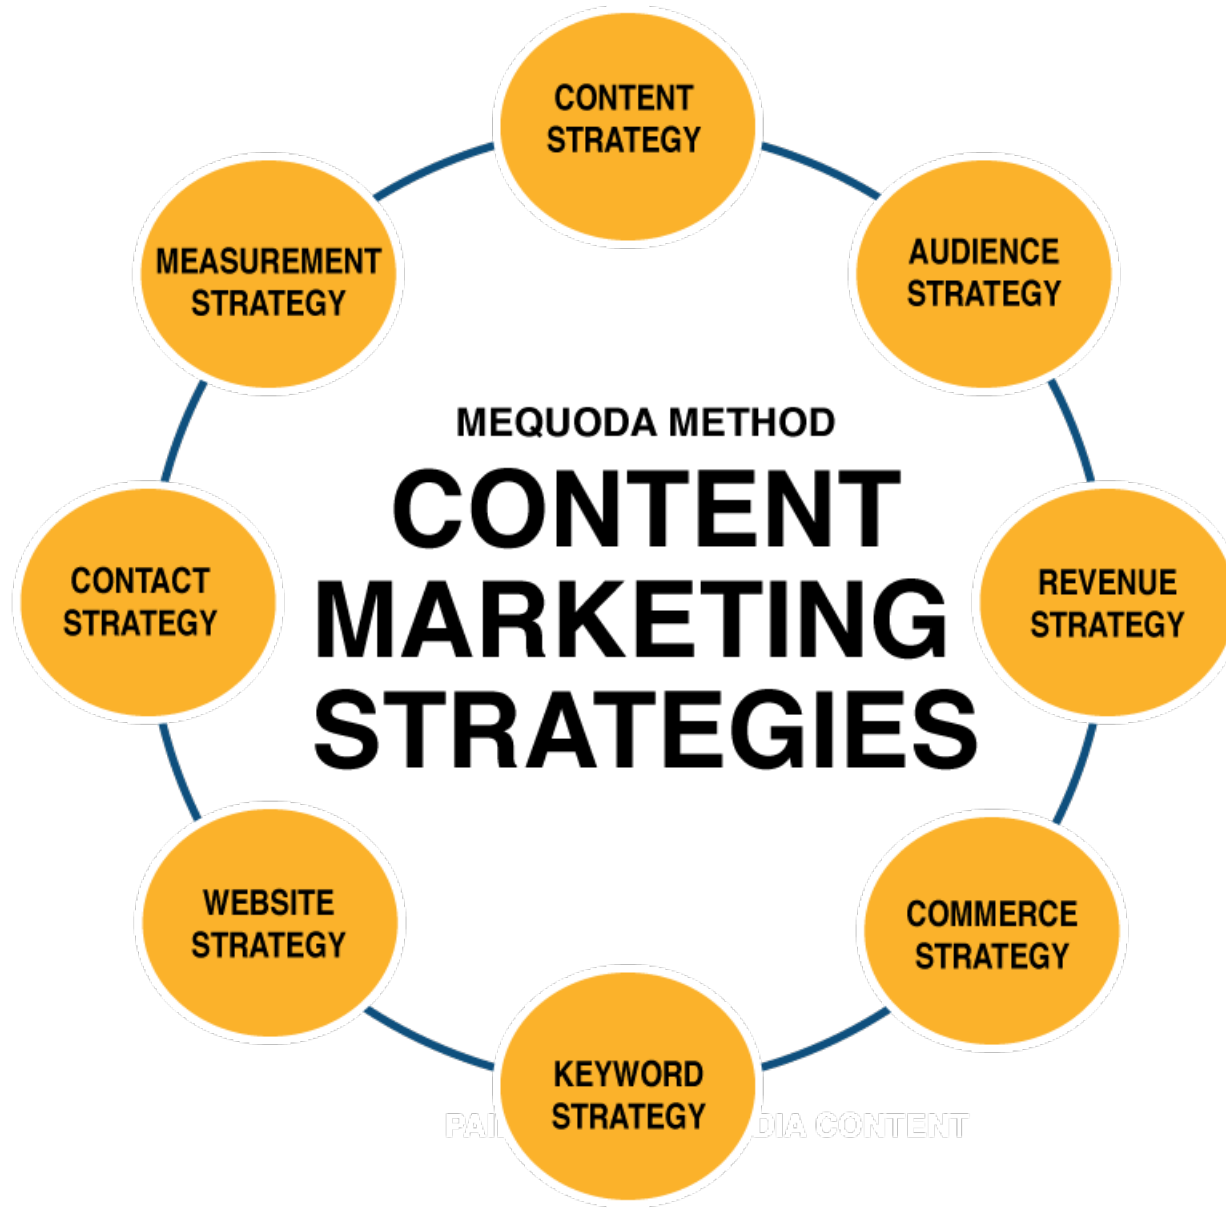 CONTENT
STRATEGY
AUDIENCE
STRATEGY
REVENUE
STRATEGY
COMMERCE
STRATEGY
KEYWORD
STRATEGY
WEBSITE
STRATEGY
CONTACT
STRATEGY
MEASUREMENT
STRATEGY
MEQUODA METHOD
CONTENT
MARKETING
STRATEGIES
CONTENT